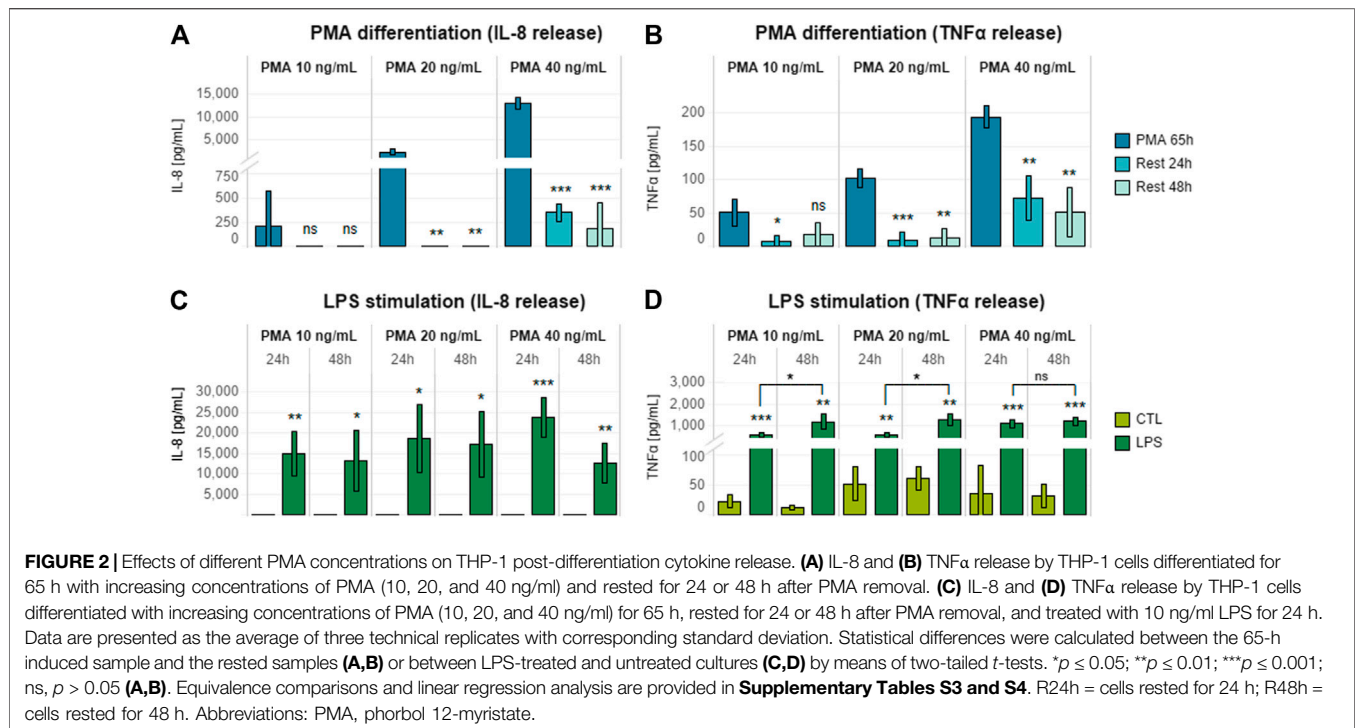 A
PMA differentiation (IL-8 release)
PMA 10 ng/mL
PMA 20 ng/mL
PMA 40 ng/mL
IL-8 [pg/mL]
15,000
10,000
5,000
750
500
250
0
ns
ns
**
**
***
***
B
PMA differentiation (TNFα release)
PMA 10 ng/mL
PMA 20 ng/mL
PMA 40 ng/mL
TNFα [pg/mL]
200
150
100
50
0
*
ns
***
**
**
**
PMA 65h
Rest 24h
Rest 48h
C
LPS stimulation (IL-8 release)
PMA 10 ng/mL
PMA 20 ng/mL
PMA 40 ng/mL
24h
48h
24h
48h
24h
48h
IL-8 [pg/mL]
30,000
25,000
20,000
15,000
10,000
5,000
**
*
*
*
***
**
D
LPS stimulation (TNFα release)
PMA 10 ng/mL
PMA 20 ng/mL
PMA 40 ng/mL
24h
48h
24h
48h
24h
48h
TNFα [pg/mL]
3,000
2,000
1,000
100
50
0
*
*
ns
***
**
**
**
***
***
CTL
LPS
FIGURE 2 | Effects of different PMA concentrations on THP-1 post-differentiation cytokine release. (A) IL-8 and (B) TNFα release by THP-1 cells differentiated for
65 h with increasing concentrations of PMA (10, 20, and 40 ng/ml) and rested for 24 or 48 h after PMA removal. (C) IL-8 and (D) TNFα release by THP-1 cells
differentiated with increasing concentrations of PMA (10, 20, and 40 ng/ml) for 65 h, rested for 24 or 48 h after PMA removal, and treated with 10 ng/ml LPS for 24 h.
Data are presented as the average of three technical replicates with corresponding standard deviation. Statistical differences were calculated between the 65-h
induced sample and the rested samples (A,B) or between LPS-treated and untreated cultures (C,D) by means of two-tailed t-tests. *p ≤ 0.05; **p ≤ 0.01; ***p ≤ 0.001;
ns, p > 0.05 (A,B). Equivalence comparisons and linear regression analysis are provided in Supplementary Tables S3 and S4. R24h = cells rested for 24 h; R48h =
cells rested for 48 h. Abbreviations: PMA, phorbol 12-myristate.